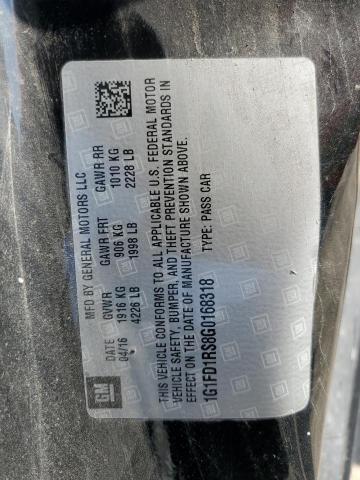 GM
MFD BY GENERAL MOTORS LLC
DATE GVWR GAWR FRT GAWR RR
04/16 1916 KG 906 KG 1010 KG
4226 LB 1998 LB 2228 LB
THIS VEHICLE CONFORMS TO ALL APPLICABLE U.S. FEDERAL MOTOR
VEHICLE SAFETY, BUMPER, AND THEFT PREVENTION STANDARDS IN
EFFECT ON THE DATE OF MANUFACTURE SHOWN ABOVE.
1G1FD1RS8G0168318 TYPE: PASS CAR